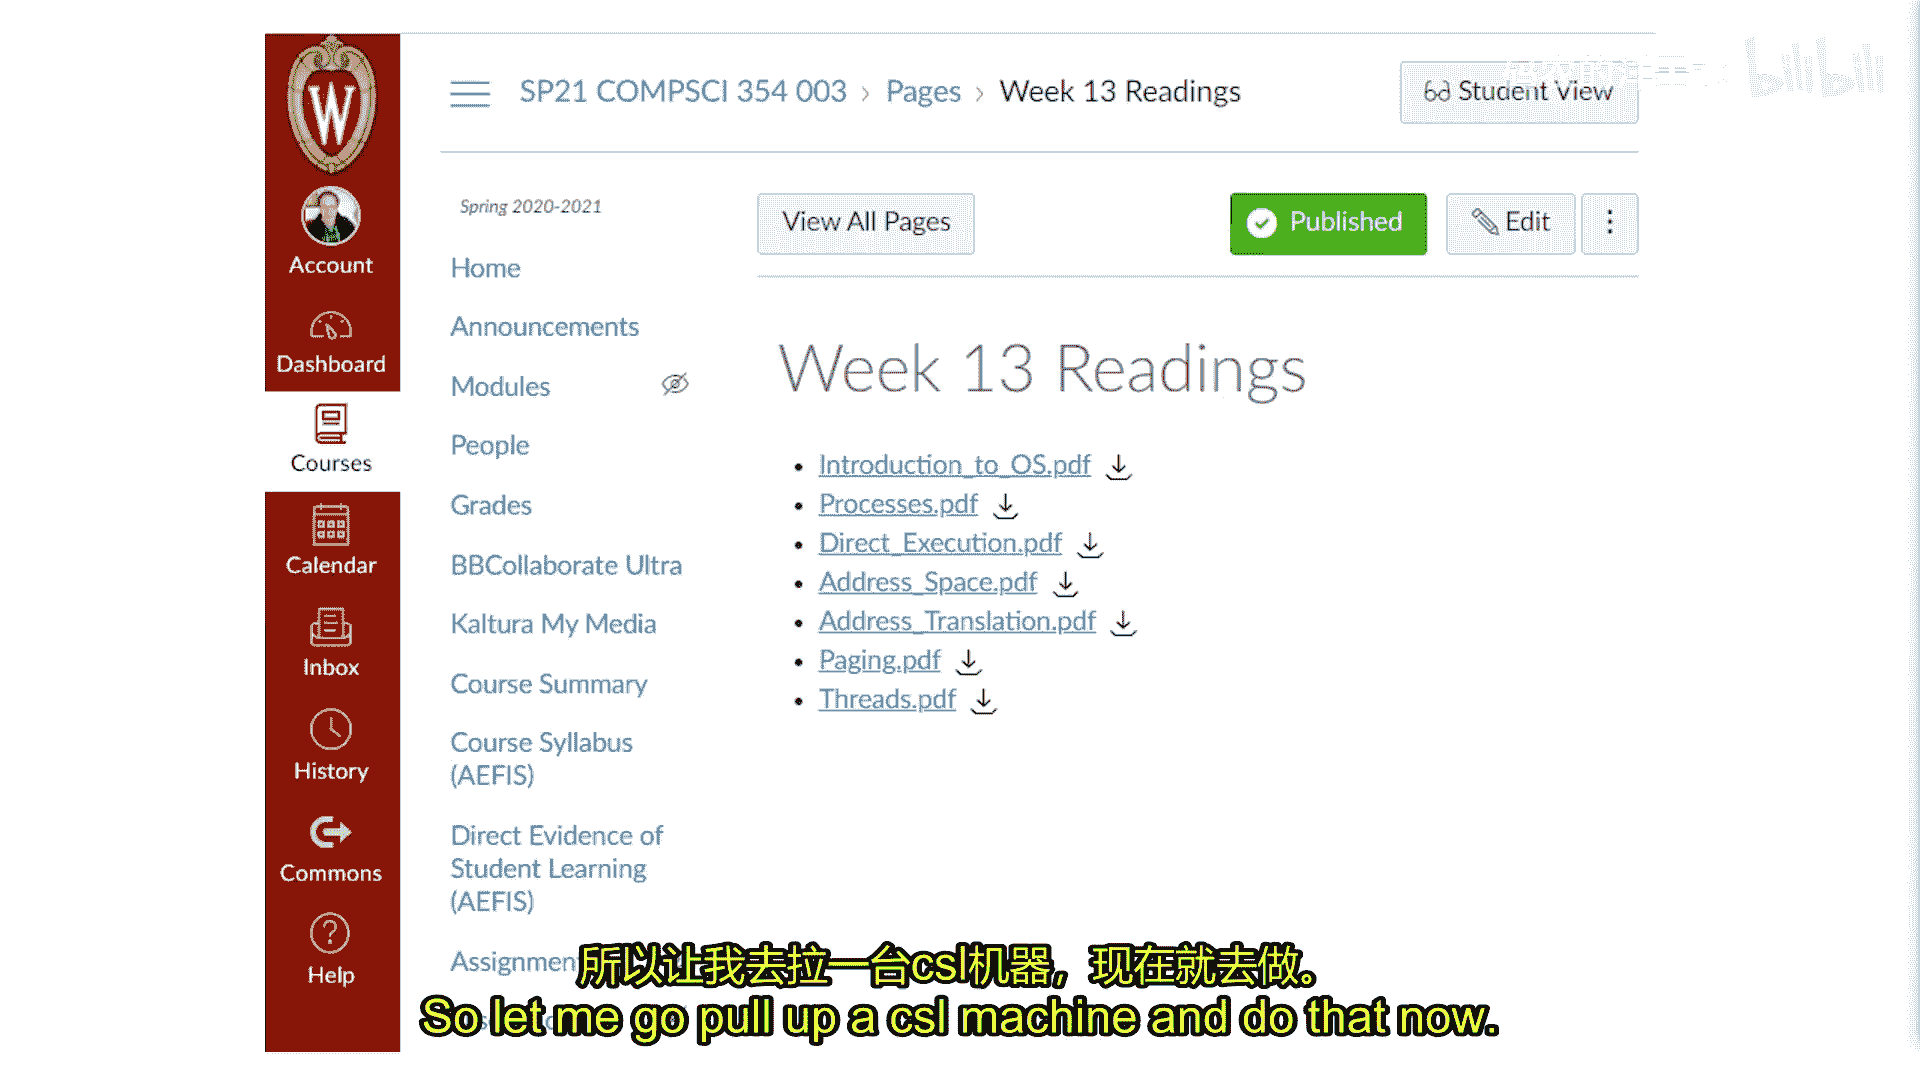 W
SP21 COMPSCI 354 003 › Pages › Week 13 Readings
Student View
bilibili
Account
Dashboard
Courses
Calendar
Inbox
History
Commons
Help
Spring 2020-2021
Home
Announcements
Modules
People
Grades
BBCollaborate Ultra
Kaltura My Media
Course Summary
Course Syllabus
(AEFIS)
Direct Evidence of
Student Learning
(AEFIS)
View All Pages
Published
Edit
Week 13 Readings
Introduction_to_OS.pdf
Processes.pdf
Direct_Execution.pdf
Address_Space.pdf
Address_Translation.pdf
Paging.pdf
Threads.pdf
所以让我去拉一台csl机器，现在就去做。
So let me go pull up a csl machine and do that now.